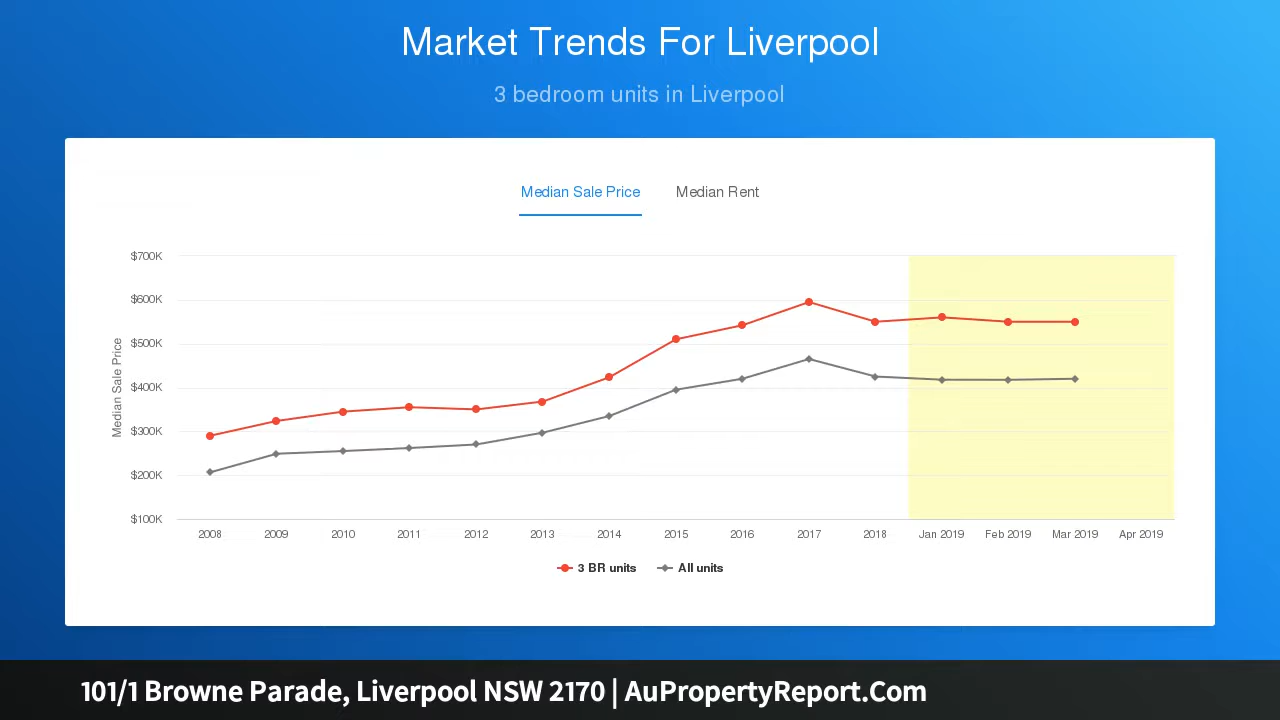 Market Trends For Liverpool
3 bedroom units in Liverpool
Median Sale Price Median Rent
$700K
$600K
$500K
$400K
$300K
$200K
$100K
Median Sale Price
2008 2009 2010 2011 2012 2013 2014 2015 2016 2017 2018 Jan 2019 Feb 2019 Mar 2019 Apr 2019
3 BR units All units
101/1 Browne Parade, Liverpool NSW 2170 | AuPropertyReport.Com